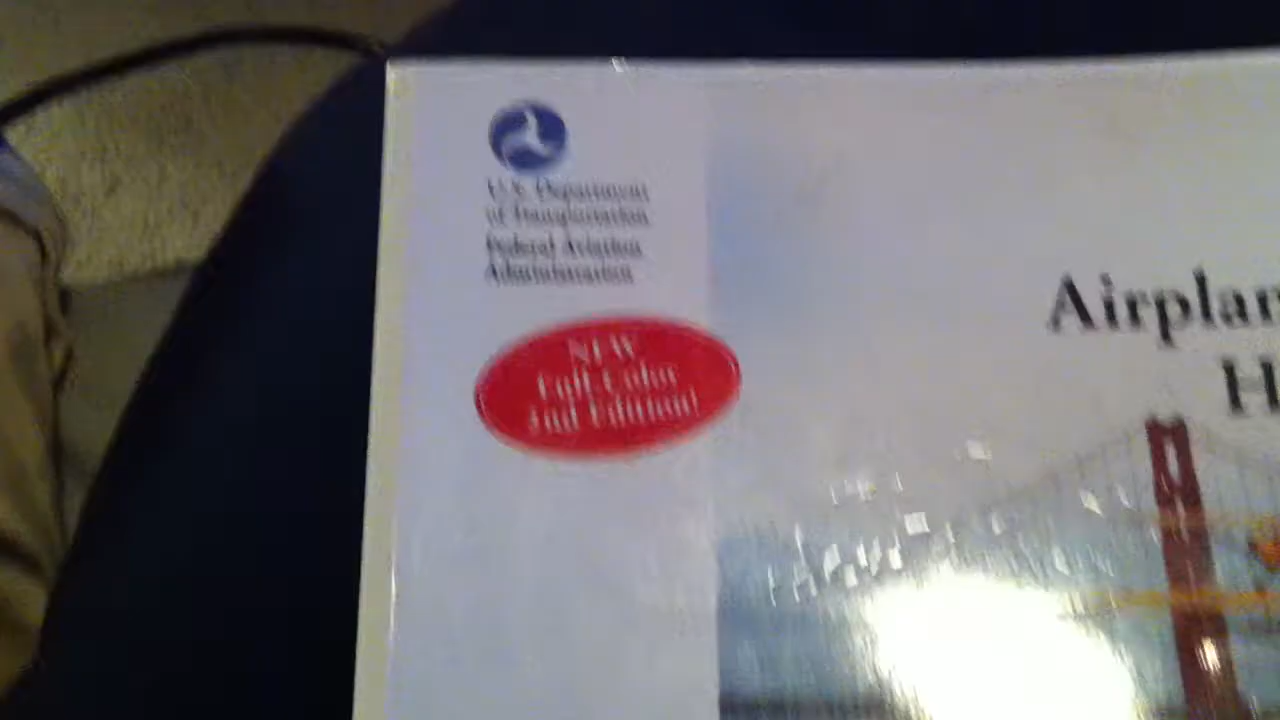 U.S. Department
of Transportation
Federal Aviation
Administration
NEW
Full Color
2nd Edition!
Airplan
H